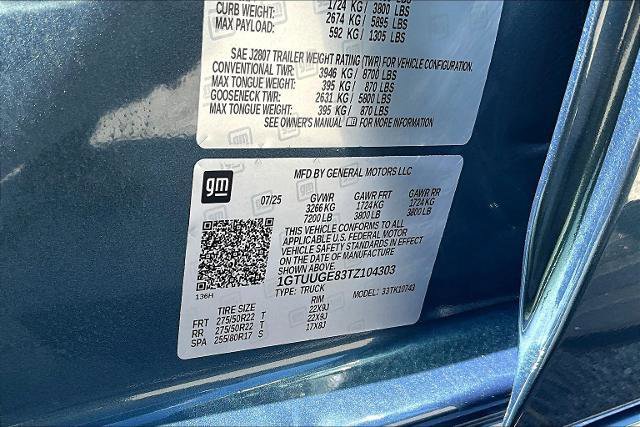 CURB WEIGHT: 1724 KG / 3800 LBS
MAX PAYLOAD: 2674 KG / 5895 LBS
592 KG / 1305 LBS
SAE J2807 TRAILER WEIGHT RATING (TWR) FOR VEHICLE CONFIGURATION.
CONVENTIONAL TWR: 3946 KG / 8700 LBS
MAX TONGUE WEIGHT: 395 KG / 870 LBS
GOOSENECK TWR: 2631 KG / 5800 LBS
MAX TONGUE WEIGHT: 395 KG / 870 LBS
SEE OWNER'S MANUAL FOR MORE INFORMATION
gm
MFD BY GENERAL MOTORS LLC
07/25 GVWR GAWR FRT GAWR RR
3266 KG 1724 KG 1724 KG
7200 LB 3800 LB 3800 LB
THIS VEHICLE CONFORMS TO ALL
APPLICABLE U.S. FEDERAL MOTOR
VEHICLE SAFETY STANDARDS IN EFFECT
ON THE DATE OF MANUFACTURE
SHOWN ABOVE.
1GTUUGE83TZ104303
136H TYPE: TRUCK MODEL: 33TK10743
TIRE SIZE RIM
FRT 275/50R22 T 22X9J
RR 275/50R22 T 22X9J
SPA 255/80R17 S 17X8J